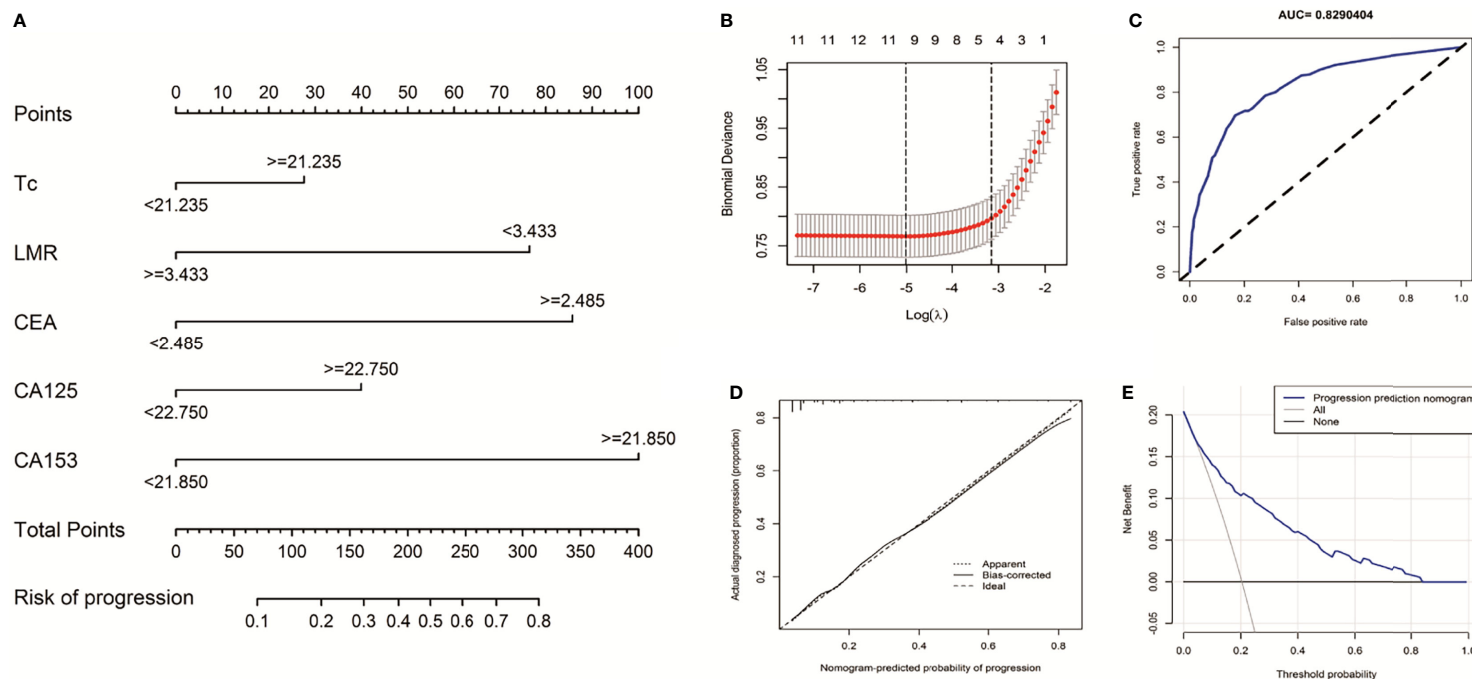 A
Points
0 10 20 30 40 50 60 70 80 90 100
Tc
>=21.235
<21.235
LMR
<3.433
>=3.433
CEA
>=2.485
<2.485
CA125
>=22.750
<22.750
CA153
>=21.850
<21.850
Total Points
0 50 100 150 200 250 300 350 400
Risk of progression
0.1 0.2 0.3 0.4 0.5 0.6 0.7 0.8
B
11 11 12 11 9 9 8 5 4 3 1
Binomial Deviance
1.05
0.95
0.85
0.75
-7 -6 -5 -4 -3 -2
Log(λ)
C
AUC= 0.8290404
True positive rate
1.0
0.8
0.6
0.4
0.2
0.0
0.0 0.2 0.4 0.6 0.8 1.0
False positive rate
D
Actual diagnosed progression (proportion)
0.8
0.6
0.4
0.2
Apparent
Bias-corrected
Ideal
0.2 0.4 0.6 0.8
Nomogram-predicted probability of progression
E
Net Benefit
0.20
0.15
0.10
0.05
0.00
-0.05
Progression prediction nomogram
All
None
0.0 0.2 0.4 0.6 0.8 1.0
Threshold probability